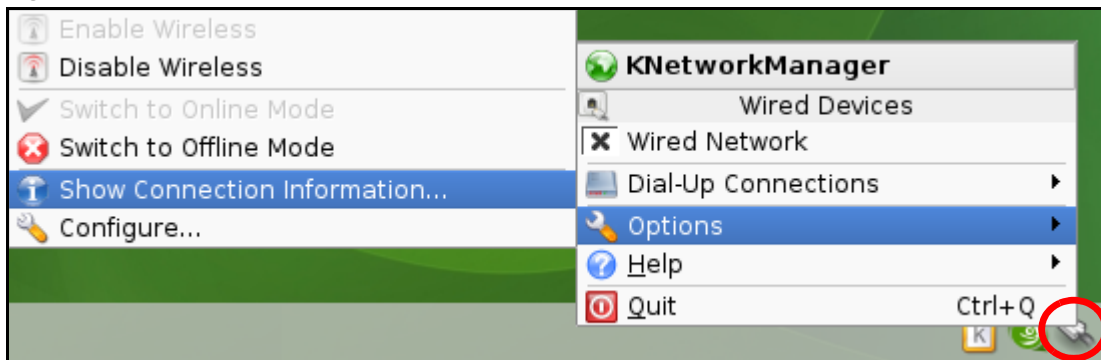 Enable Wireless
Disable Wireless
Switch to Online Mode
Switch to Offline Mode
Show Connection Information...
Configure...
KNetworkManager
Wired Devices
Wired Network
Dial-Up Connections
Options
Help
Quit Ctrl+Q
K